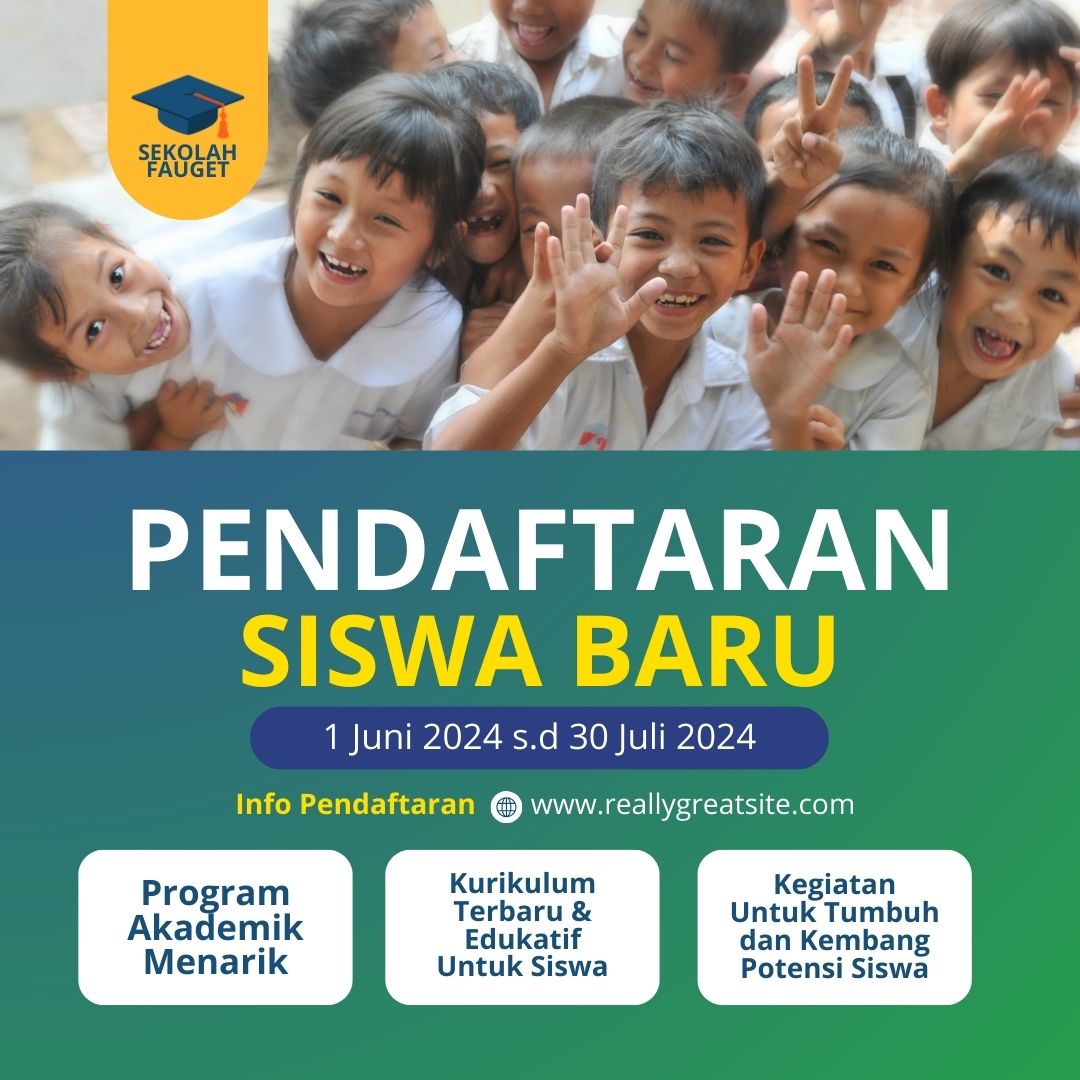 SEKOLAH
FAUGET
PENDAFTARAN
SISWA BARU
1 Juni 2024 s.d 30 Juli 2024
Info Pendaftaran www.reallygreatsite.com
Program
Akademik
Menarik
Kurikulum
Terbaru &
Edukatif
Untuk Siswa
Kegiatan
Untuk Tumbuh
dan Kembang
Potensi Siswa